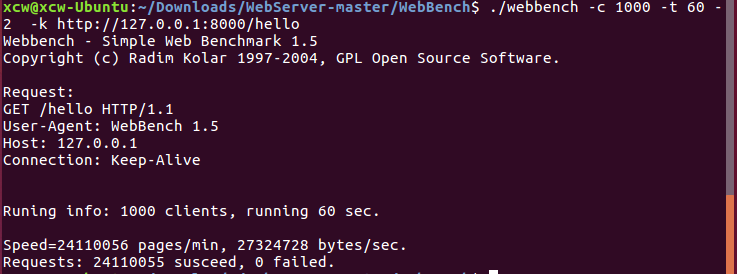 xcw@xcw-Ubuntu:~/Downloads/WebServer-master/WebBench$ ./webbench -c 1000 -t 60 -
2  -k http://127.0.0.1:8000/hello
Webbench - Simple Web Benchmark 1.5
Copyright (c) Radim Kolar 1997-2004, GPL Open Source Software.
Request:
GET /hello HTTP/1.1
User-Agent: WebBench 1.5
Host: 127.0.0.1
Connection: Keep-Alive
Runing info: 1000 clients, running 60 sec.
Speed=24110056 pages/min, 27324728 bytes/sec.
Requests: 24110055 susceed, 0 failed.